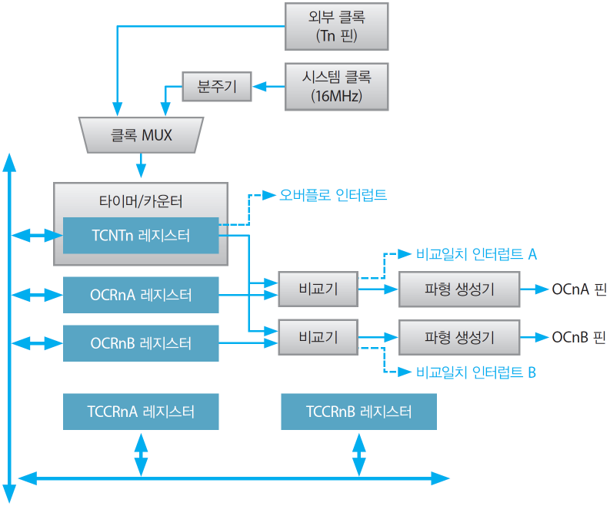 외부 클록
(Tn 핀)
분주기
시스템 클록
(16MHz)
클록 MUX
타이머/카운터
오버플로 인터럽트
TCNTn 레지스터
비교일치 인터럽트 A
OCRnA 레지스터
비교기
파형 생성기
OCnA 핀
OCRnB 레지스터
비교기
파형 생성기
OCnB 핀
비교일치 인터럽트 B
TCCRnA 레지스터
TCCRnB 레지스터